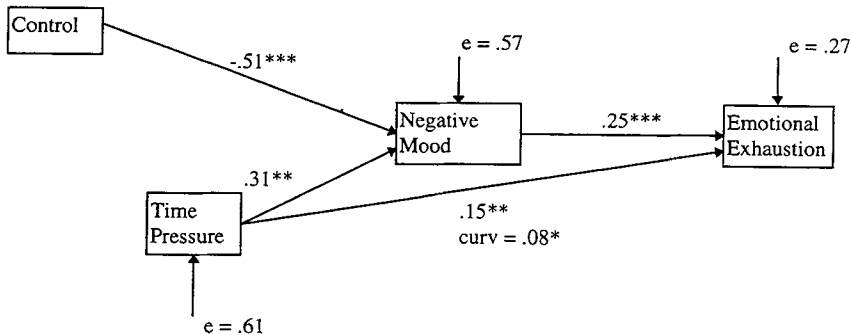 Control
e = .57
e = .27
-.51***
Negative
Mood
.25***
Emotional
Exhaustion
.31**
Time
Pressure
.15**
curv = .08*
e = .61